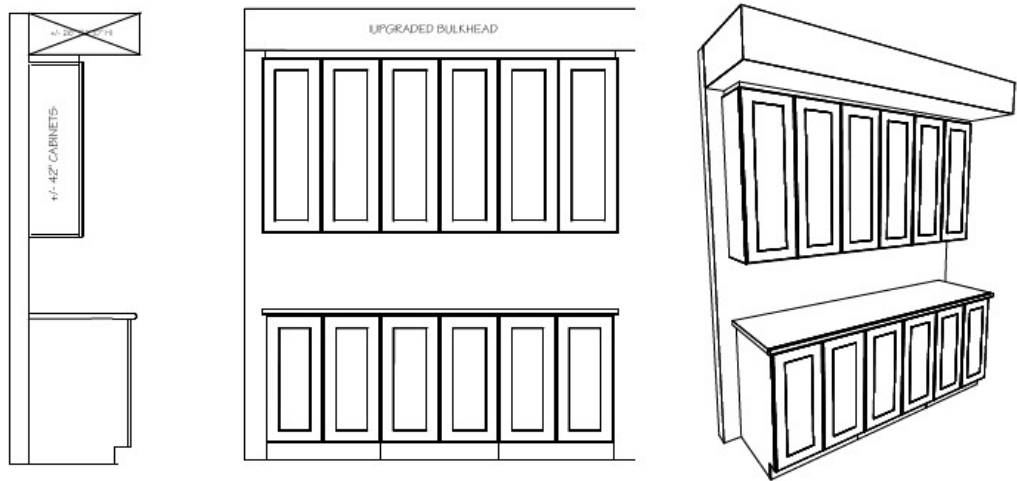 +/-
UPGRADED BULKHEAD
+/- 42" CABINETS